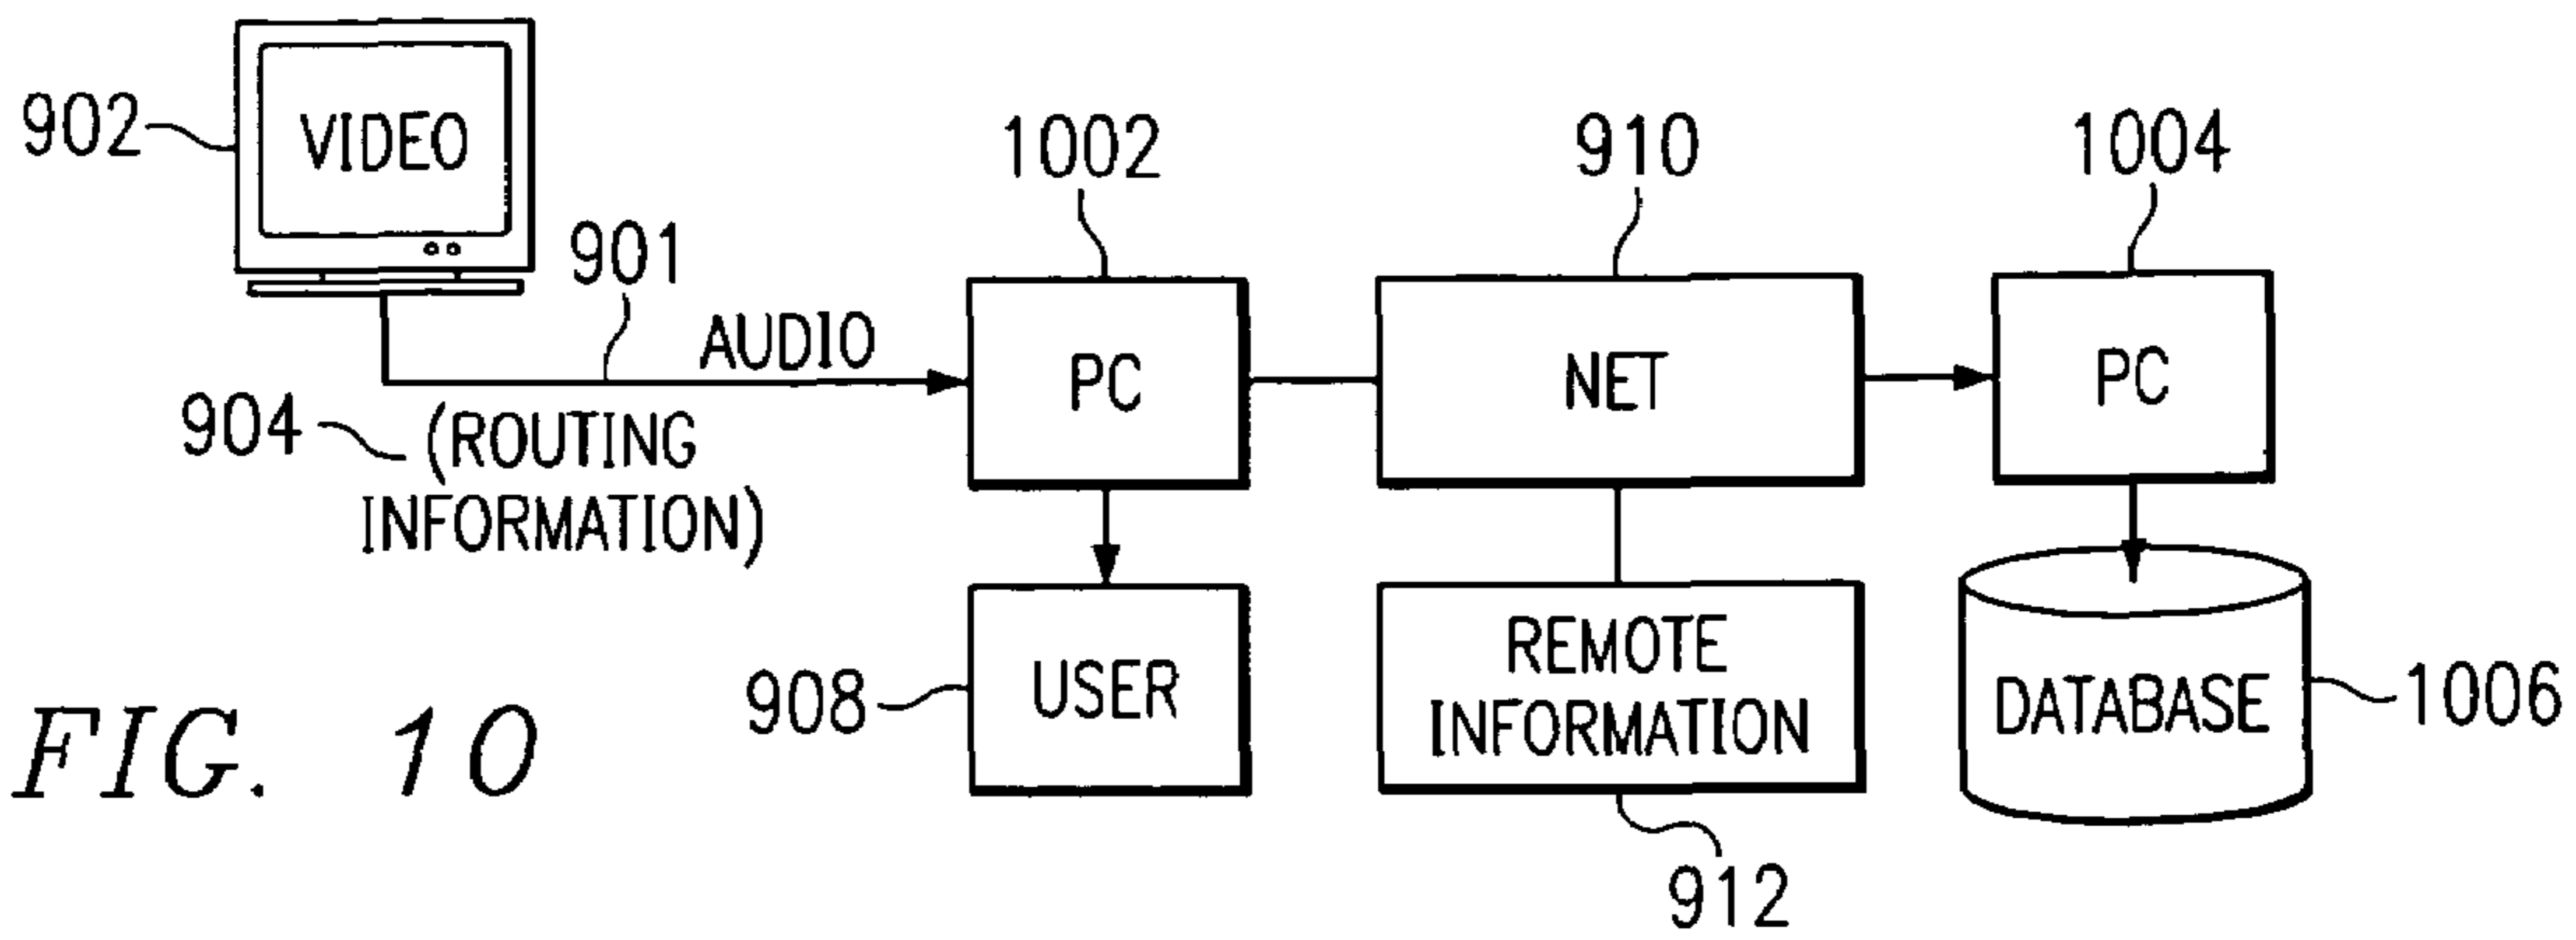 902
VIDEO
901
AUDIO
904
(ROUTING
INFORMATION)
1002
PC
910
NET
1004
PC
908
USER
REMOTE
INFORMATION
912
DATABASE
1006
FIG. 10